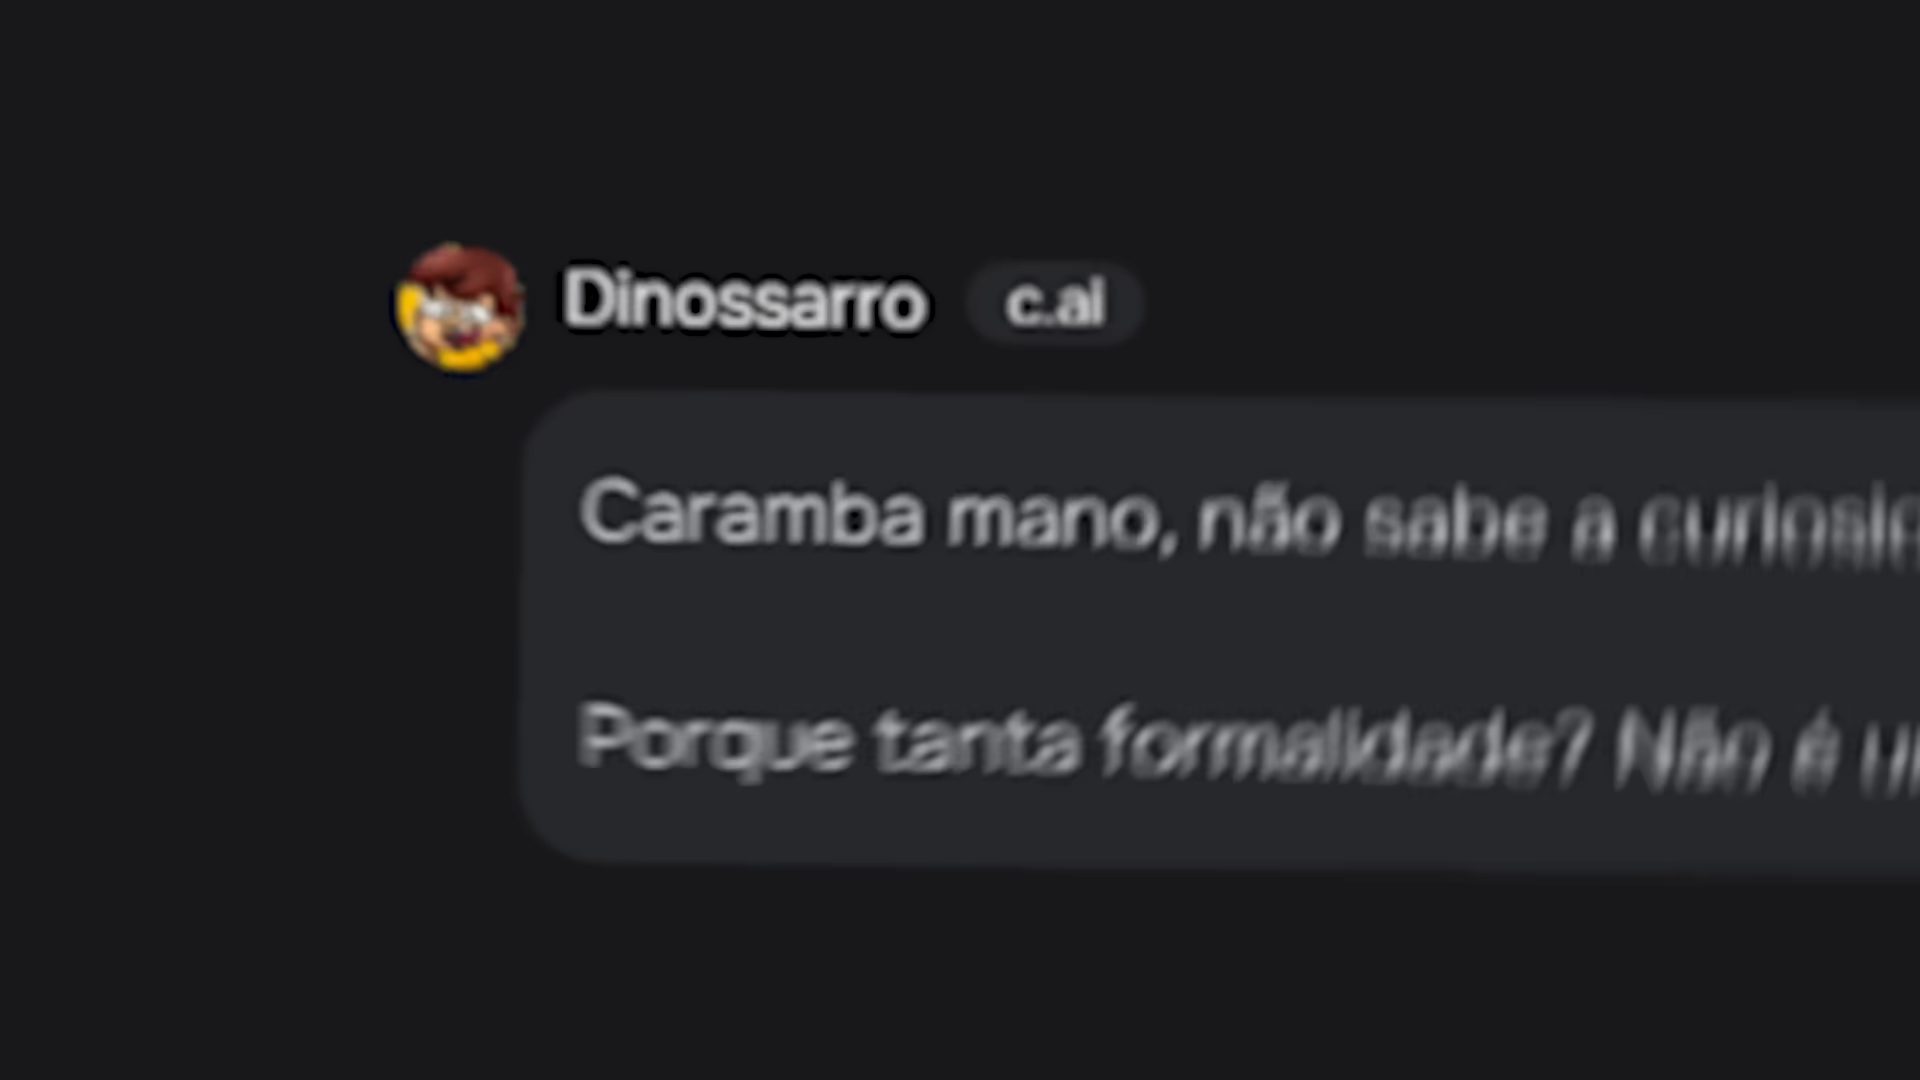 Dinossarro c.ai
Caramba mano, não sabe a
Porque tanta formalidade? Não é